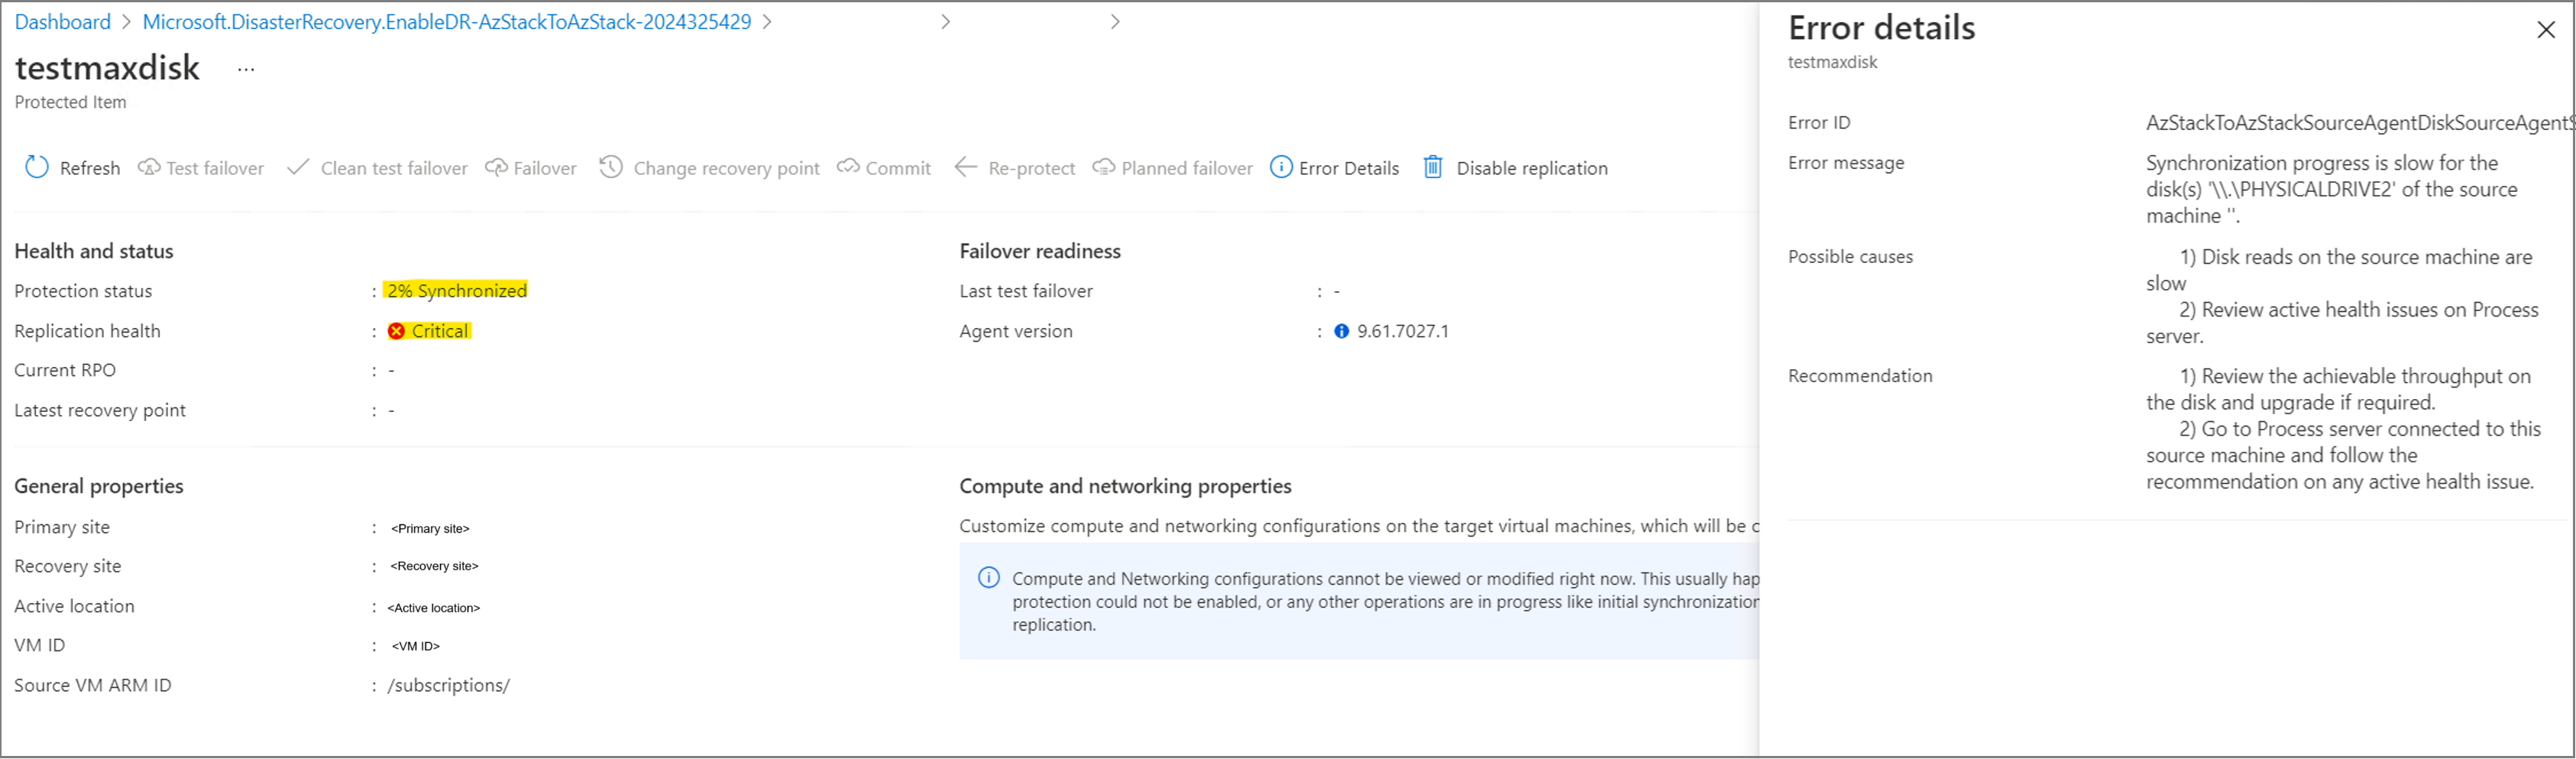 Dashboard > Microsoft.DisasterRecovery.EnableDR-AzStackToAzStack-2024325429 > > >
testmaxdisk ...
Protected Item
Refresh Test failover Clean test failover Failover Change recovery point Commit Re-protect Planned failover Error Details Disable replication
Health and status
Protection status : 2% Synchronized
Replication health : Critical
Current RPO : -
Latest recovery point : -
Failover readiness
Last test failover : -
Agent version : 9.61.7027.1
General properties
Primary site : <Primary site>
Recovery site : <Recovery site>
Active location : <Active location>
VM ID : <VM ID>
Source VM ARM ID : /subscriptions/
Compute and networking properties
Customize compute and networking configurations on the target virtual machines, which will be c
Compute and Networking configurations cannot be viewed or modified right now. This usually hap
protection could not be enabled, or any other operations are in progress like initial synchronization
replication.
Error details
testmaxdisk
Error ID AzStackToAzStackSourceAgentDiskSourceAgentS
Error message Synchronization progress is slow for the
disk(s) '\\.\PHYSICALDRIVE2' of the source
machine ''.
Possible causes 1) Disk reads on the source machine are
slow
2) Review active health issues on Process
server.
Recommendation 1) Review the achievable throughput on
the disk and upgrade if required.
2) Go to Process server connected to this
source machine and follow the
recommendation on any active health issue.